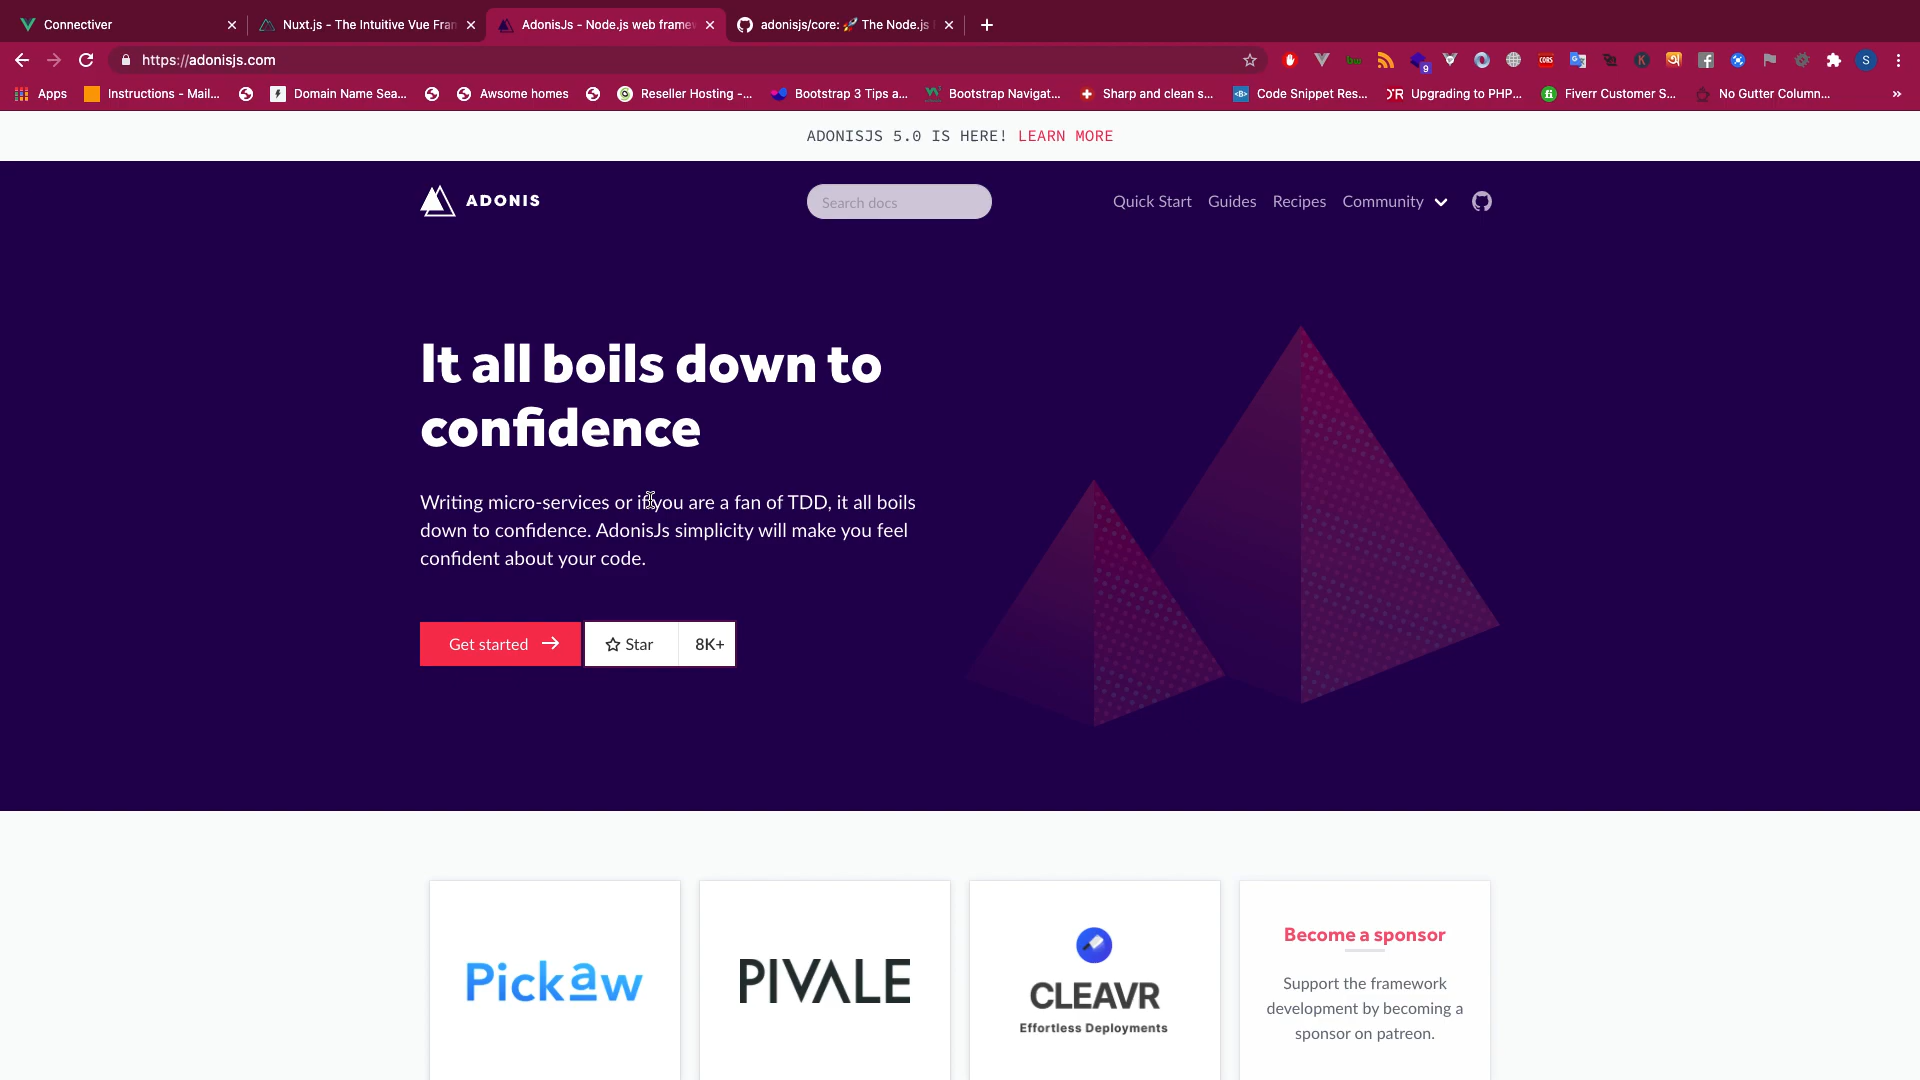 Connectiver
Nuxt.js - The Intuitive Vue Fram
AdonisJs - Node.js web framew
adonisjs/core: 🚀 The Node.js
https://adonisjs.com
9
CORS
K
S
Apps
Instructions - Mail...
Domain Name Sea...
Awsome homes
Reseller Hosting -...
Bootstrap 3 Tips a...
Bootstrap Navigat...
Sharp and clean s...
Code Snippet Res...
Upgrading to PHP...
Fiverr Customer S...
No Gutter Column...
ADONISJS 5.0 IS HERE! LEARN MORE
ADONIS
Search docs
Quick Start
Guides
Recipes
Community
It all boils down to
confidence
Writing micro-services or if you are a fan of TDD, it all boils
down to confidence. AdonisJs simplicity will make you feel
confident about your code.
Get started
Star
8K+
Pickaw
PIVALE
CLEAVR
Effortless Deployments
Become a sponsor
Support the framework
development by becoming a
sponsor on patreon.